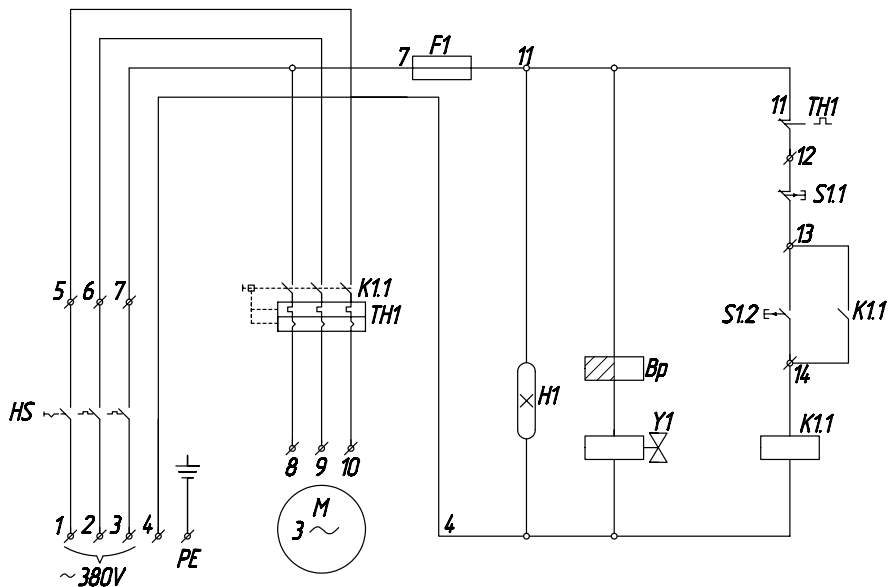 7 F1 11
11 TH1
12
S1.1
13
5 6 7
K1.1
TH1
S1.2 K1.1
14
Bp
H1
HS
Y1 K1.1
8 9 10
M
3 ~
1 2 3 4
4
PE
~380V